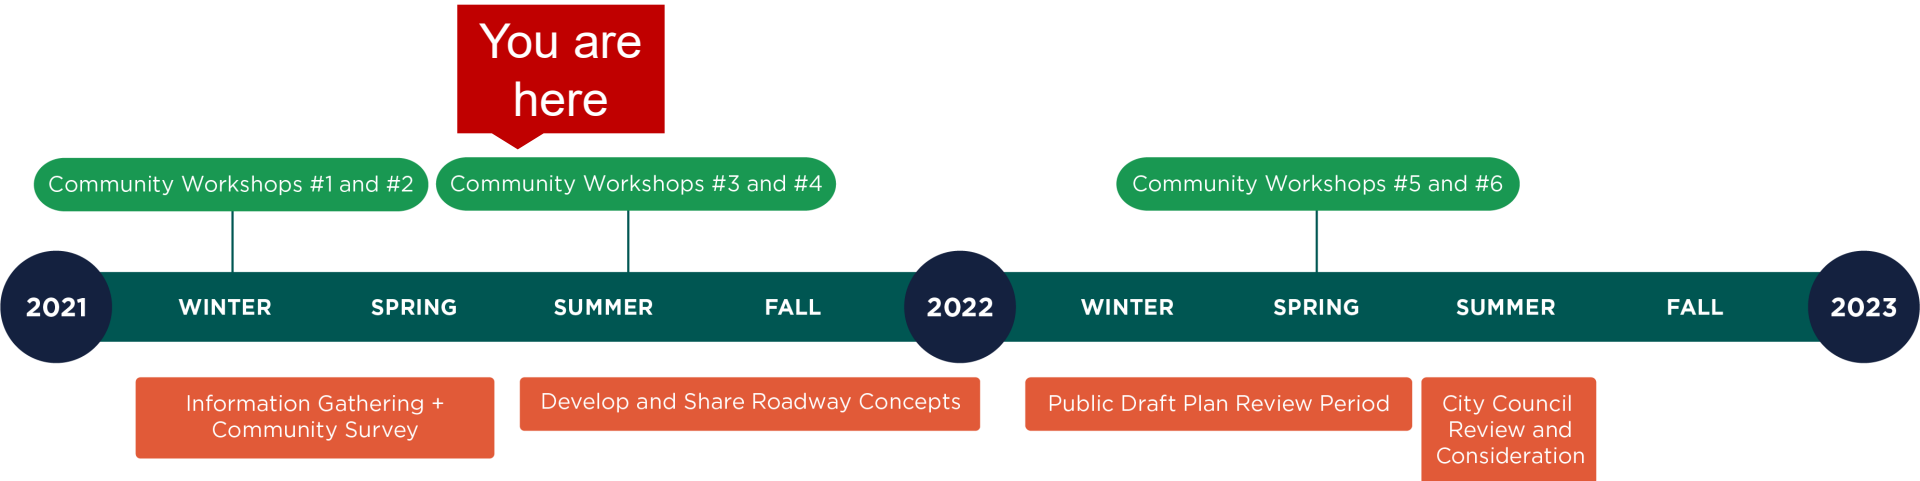 You are
here
Community Workshops #1 and #2
Community Workshops #3 and #4
Community Workshops #5 and #6
2021
WINTER
SPRING
SUMMER
FALL
2022
WINTER
SPRING
SUMMER
FALL
2023
Information Gathering +
Community Survey
Develop and Share Roadway Concepts
Public Draft Plan Review Period
City Council
Review and
Consideration